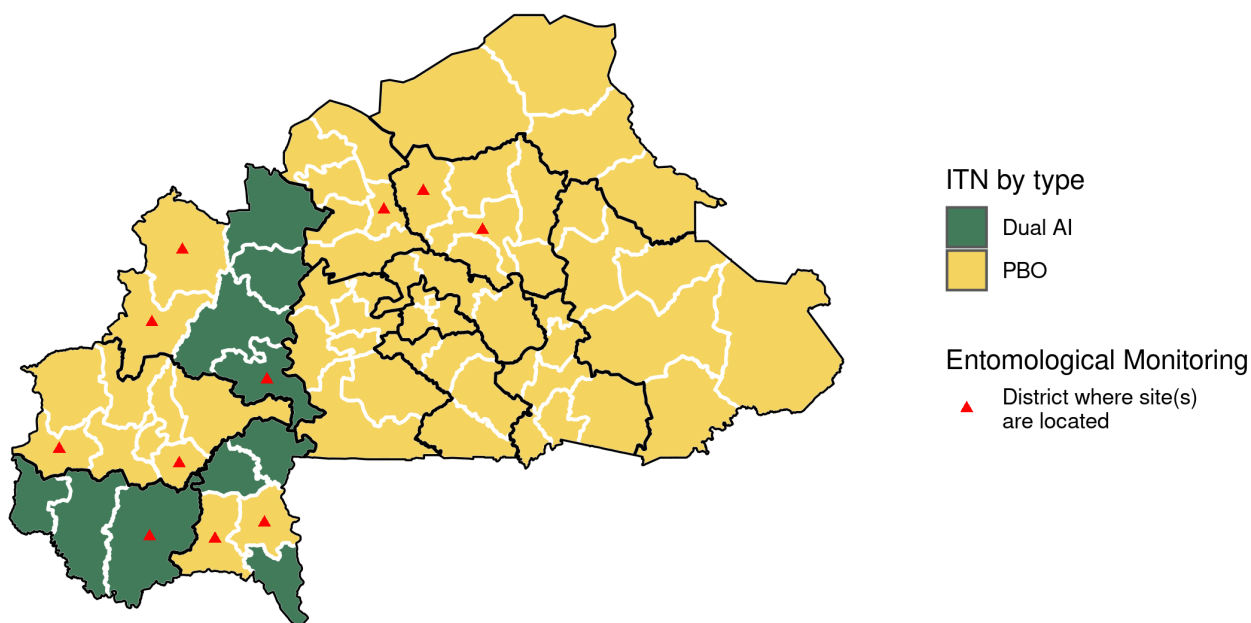 ITN by type
Dual AI
PBO
Entomological Monitoring
District where site(s)
are located